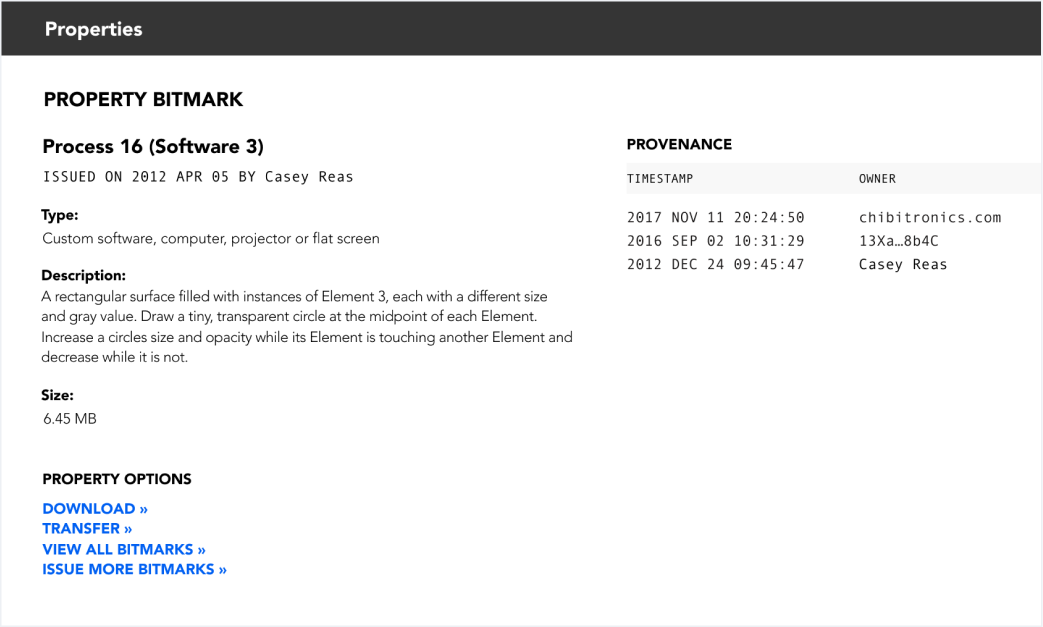 Properties
PROPERTY BITMARK
Process 16 (Software 3)
ISSUED ON 2012 APR 05 BY Casey Reas
Type:
Custom software, computer, projector or flat screen
Description:
A rectangular surface filled with instances of Element 3, each with a different size
and gray value. Draw a tiny, transparent circle at the midpoint of each Element.
Increase a circles size and opacity while its Element is touching another Element and
decrease while it is not.
Size:
6.45 MB
PROPERTY OPTIONS
DOWNLOAD »
TRANSFER »
VIEW ALL BITMARKS »
ISSUE MORE BITMARKS »
PROVENANCE
TIMESTAMP OWNER
2017 NOV 11 20:24:50 chibitronics.com
2016 SEP 02 10:31:29 13Xa…8b4C
2012 DEC 24 09:45:47 Casey Reas